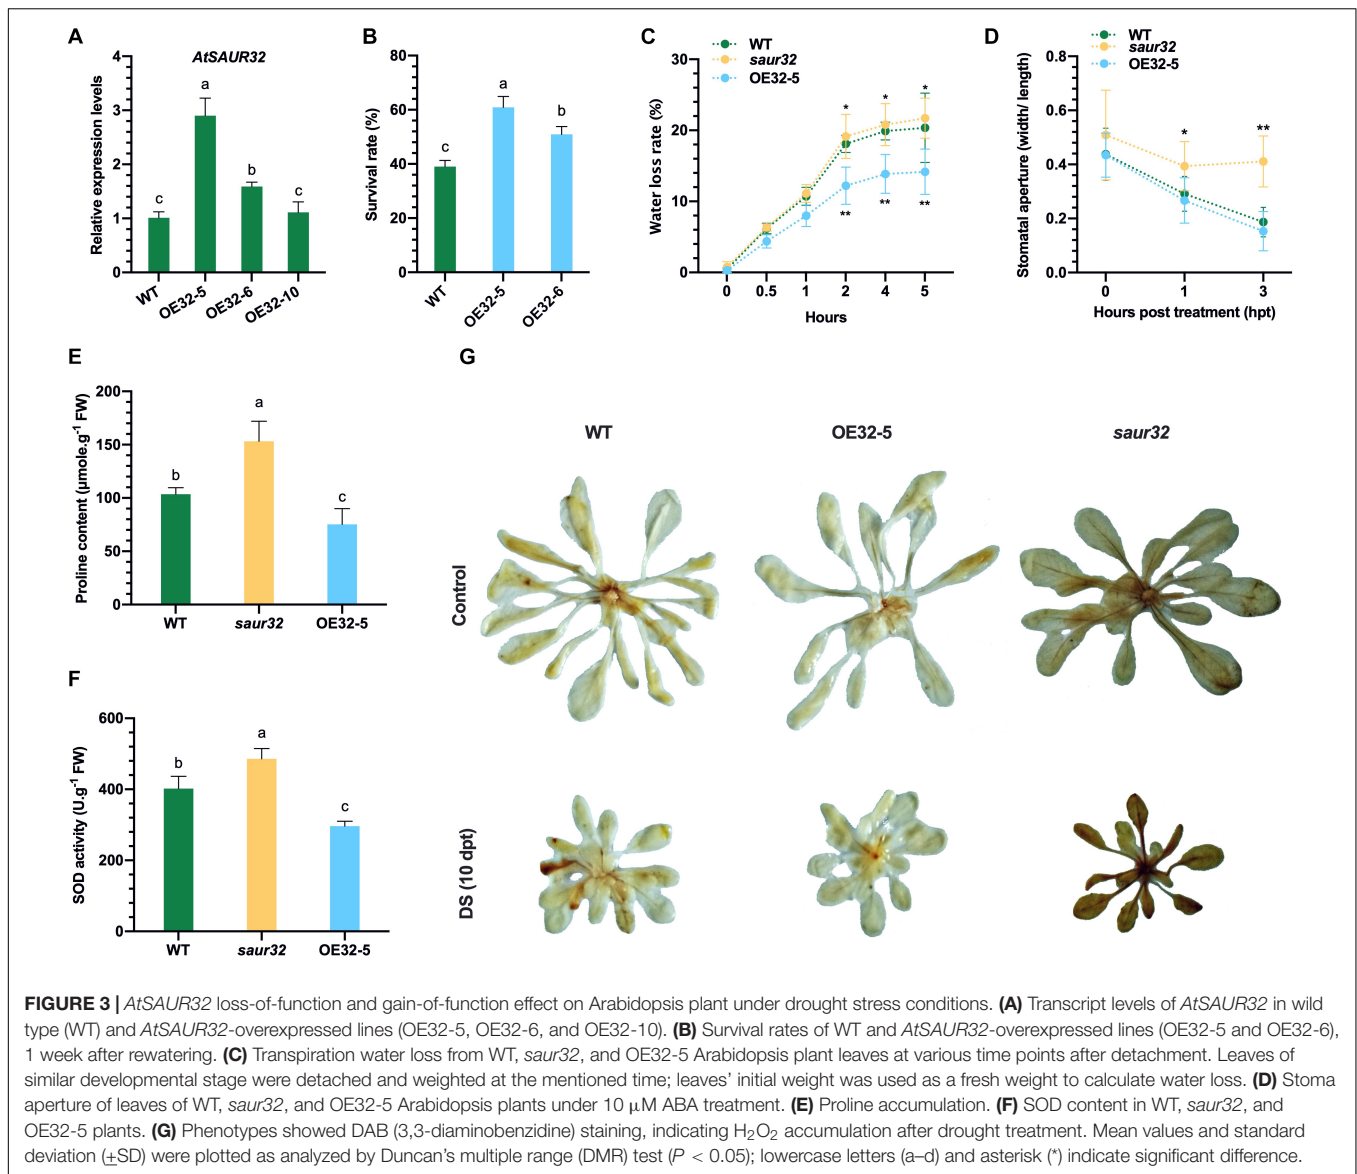 A
AtSAUR32
Relative expression levels
4
3
2
1
0
c
a
b
c
WT
OE32-5
OE32-6
OE32-10
B
Survival rate (%)
80
60
40
20
0
c
a
b
WT
OE32-5
OE32-6
C
WT
saur32
OE32-5
Water loss rate (%)
30
20
10
0
* * *
** ** **
0 0.5 1 2 4 5
Hours
D
WT
saur32
OE32-5
Stomatal aperture (width/ length)
0.8
0.6
0.4
0.2
0.0
* **
0 1 3
Hours post treatment (hpt)
E
Proline content (µmole.g⁻¹ FW)
200
150
100
50
0
b
a
c
WT saur32 OE32-5
F
SOD activity (U.g⁻¹ FW)
600
400
200
0
b
a
c
WT saur32 OE32-5
G
WT OE32-5 saur32
Control
DS (10 dpt)
FIGURE 3 | AtSAUR32 loss-of-function and gain-of-function effect on Arabidopsis plant under drought stress conditions. (A) Transcript levels of AtSAUR32 in wild
type (WT) and AtSAUR32-overexpressed lines (OE32-5, OE32-6, and OE32-10). (B) Survival rates of WT and AtSAUR32-overexpressed lines (OE32-5 and OE32-6),
1 week after rewatering. (C) Transpiration water loss from WT, saur32, and OE32-5 Arabidopsis plant leaves at various time points after detachment. Leaves of
similar developmental stage were detached and weighted at the mentioned time; leaves' initial weight was used as a fresh weight to calculate water loss. (D) Stoma
aperture of leaves of WT, saur32, and OE32-5 Arabidopsis plants under 10 µM ABA treatment. (E) Proline accumulation. (F) SOD content in WT, saur32, and
OE32-5 plants. (G) Phenotypes showed DAB (3,3-diaminobenzidine) staining, indicating H₂O₂ accumulation after drought treatment. Mean values and standard
deviation (±SD) were plotted as analyzed by Duncan's multiple range (DMR) test (P < 0.05); lowercase letters (a–d) and asterisk (*) indicate significant difference.